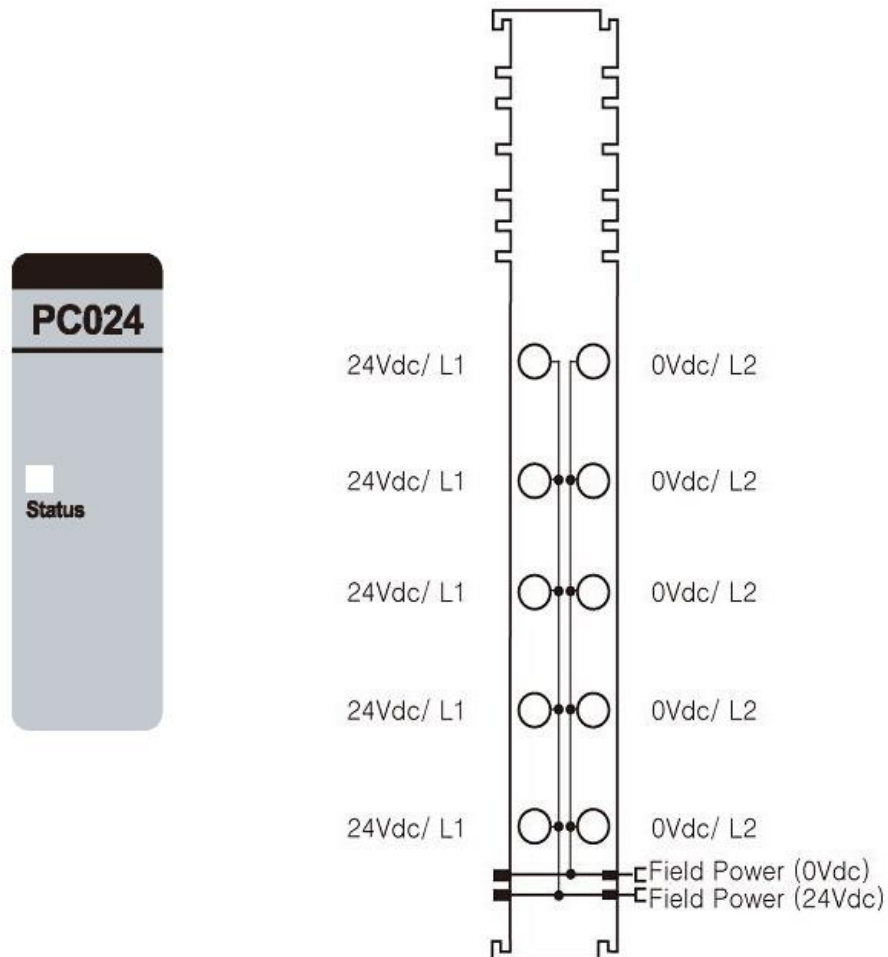 PC024
Status
24Vdc/ L1 0Vdc/ L2
24Vdc/ L1 0Vdc/ L2
24Vdc/ L1 0Vdc/ L2
24Vdc/ L1 0Vdc/ L2
24Vdc/ L1 0Vdc/ L2
Field Power (0Vdc)
Field Power (24Vdc)